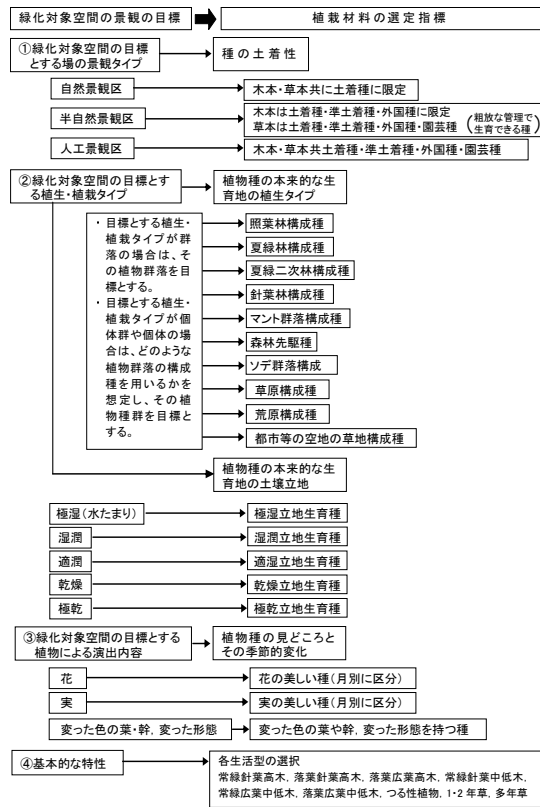 緑化対象空間の景観の目標
植栽材料の選定指標
①緑化対象空間の目標
とする場の景観タイプ
種の土着性
自然景観区
木本・草本共に土着種に限定
半自然景観区
木本は土着種・準土着種・外国種に限定
草本は土着種・準土着種・外国種・園芸種
粗放な管理で
生育できる種
人工景観区
木本・草本共土着種・準土着種・外国種・園芸種
②緑化対象空間の目標とす
る植生・植栽タイプ
植物種の本来的な生
育地の植生タイプ
・目標とする植生・
植栽タイプが群
落の場合は、そ
の植物群落を目
標とする。
・目標とする植生・
植栽タイプが個
体群や個体の場
合は、どのような
植物群落の構成
種を用いるかを
想定し、その植
物種群を目標と
する。
照葉林構成種
夏緑林構成種
夏緑二次林構成種
針葉林構成種
マント群落構成種
森林先駆種
ソデ群落構成
草原構成種
荒原構成種
都市等の空地の草地構成種
植物種の本来的な生
育地の土壌立地
極湿(水たまり)
極湿立地生育種
湿潤
湿潤立地生育種
適潤
適湿立地生育種
乾燥
乾燥立地生育種
極乾
極乾立地生育種
③緑化対象空間の目標とする
植物による演出内容
植物種の見どころと
その季節的変化
花
花の美しい種(月別に区分)
実
実の美しい種(月別に区分)
変った色の葉・幹,変った形態
変った色の葉や幹,変った形態を持つ種
④基本的な特性
各生活型の選択
常緑針葉高木,落葉針葉高木,落葉広葉高木,常緑針葉中低木,
常緑広葉中低木,落葉広葉中低木,つる性植物,1・2年草,多年草